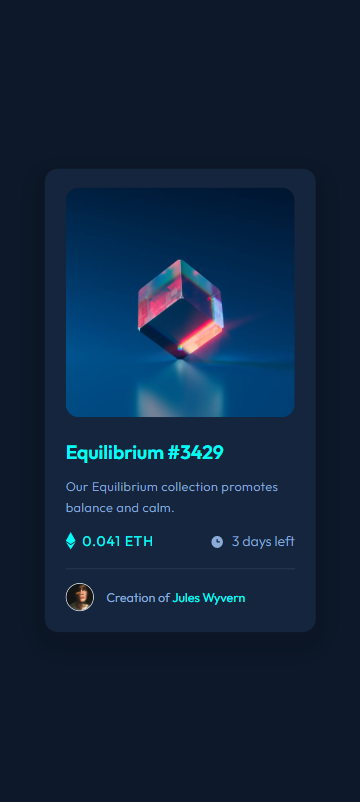 Equilibrium #3429
Our Equilibrium collection promotes
balance and calm.
0.041 ETH
3 days left
Creation of Jules Wyvern